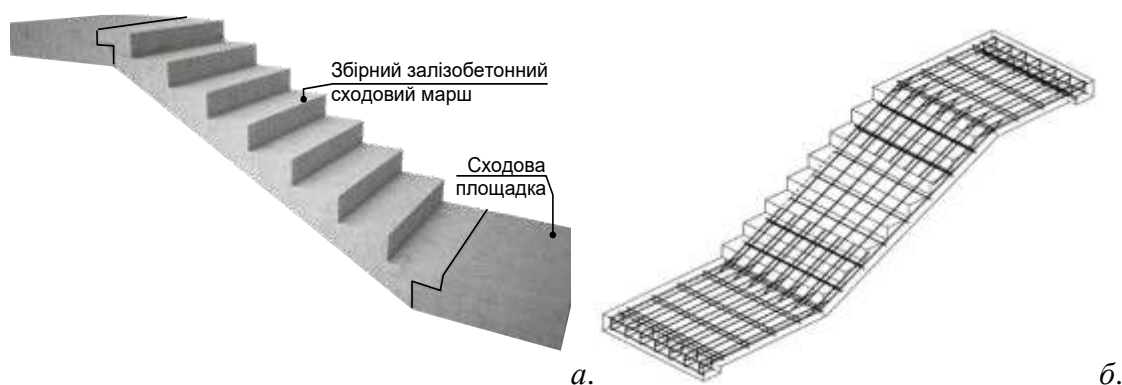 Збірний залізобетонний
сходовий марш
Сходова
площадка
а.
б.